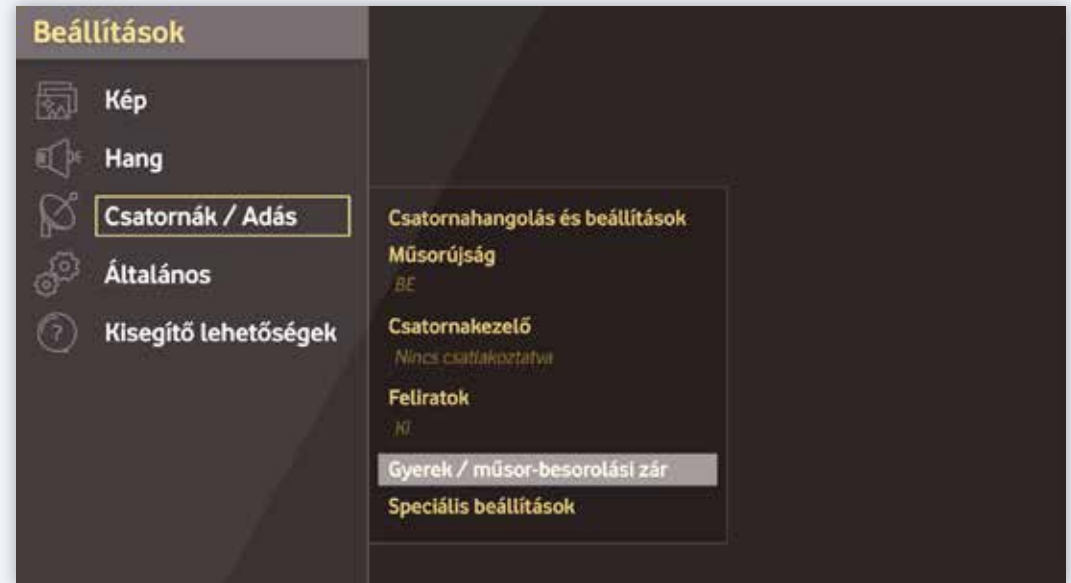 Beállítások
Kép
Hang
Csatornák / Adás
Általános
Kisegítő lehetőségek
Csatornahangolás és beállítások
Műsorújság
BE
Csatornakezelő
Nincs csatlakoztatva
Feliratok
KI
Gyerek / műsor-besorolási zár
Speciális beállítások